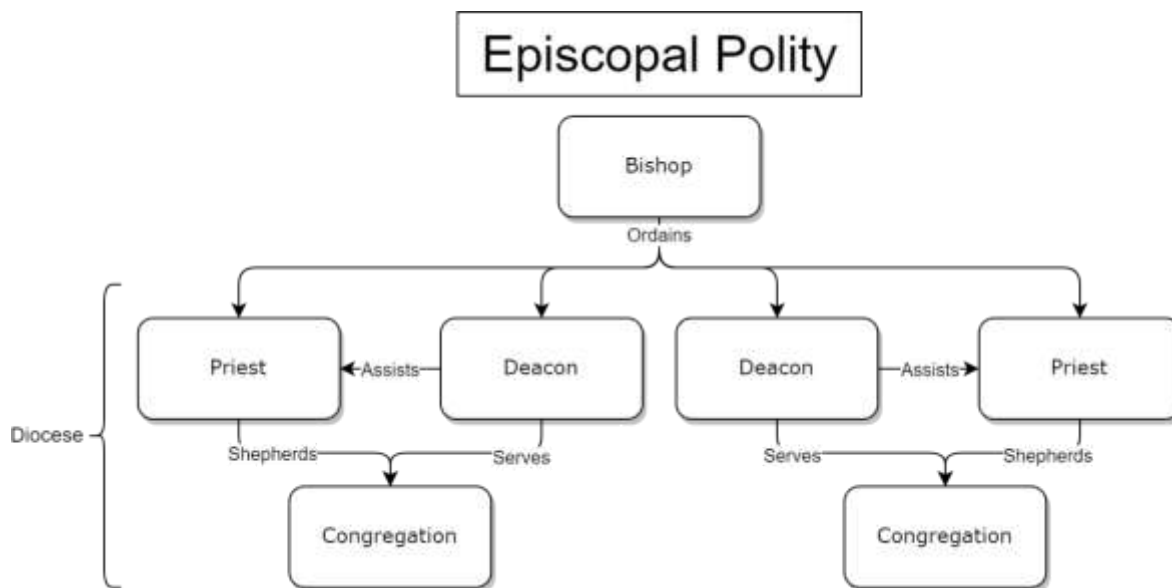 Episcopal Polity
Bishop
Ordains
Priest
Assists
Deacon
Deacon
Assists
Priest
Diocese
Shepherds
Serves
Serves
Shepherds
Congregation
Congregation